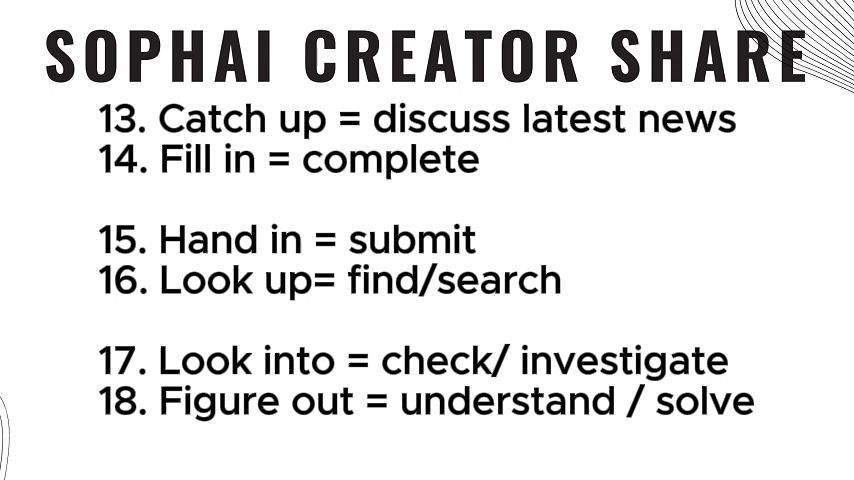 SOPHAI CREATOR SHARE
13. Catch up = discuss latest news
14. Fill in = complete
15. Hand in = submit
16. Look up= find/search
17. Look into = check/ investigate
18. Figure out = understand / solve